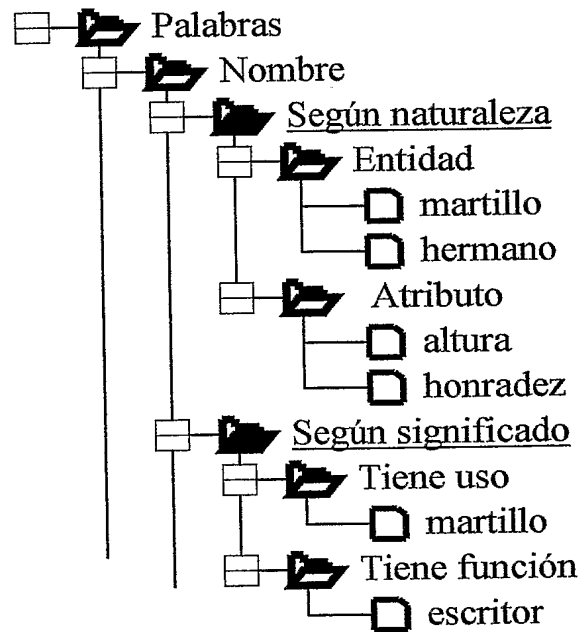 Palabras
Nombre
Según naturaleza
Entidad
martillo
hermano
Atributo
altura
honradez
Según significado
Tiene uso
martillo
Tiene función
escritor